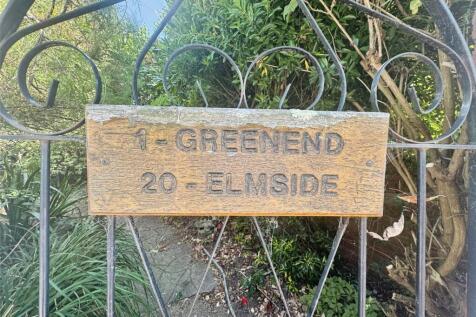 1 - GREENEND
20 - ELMSIDE